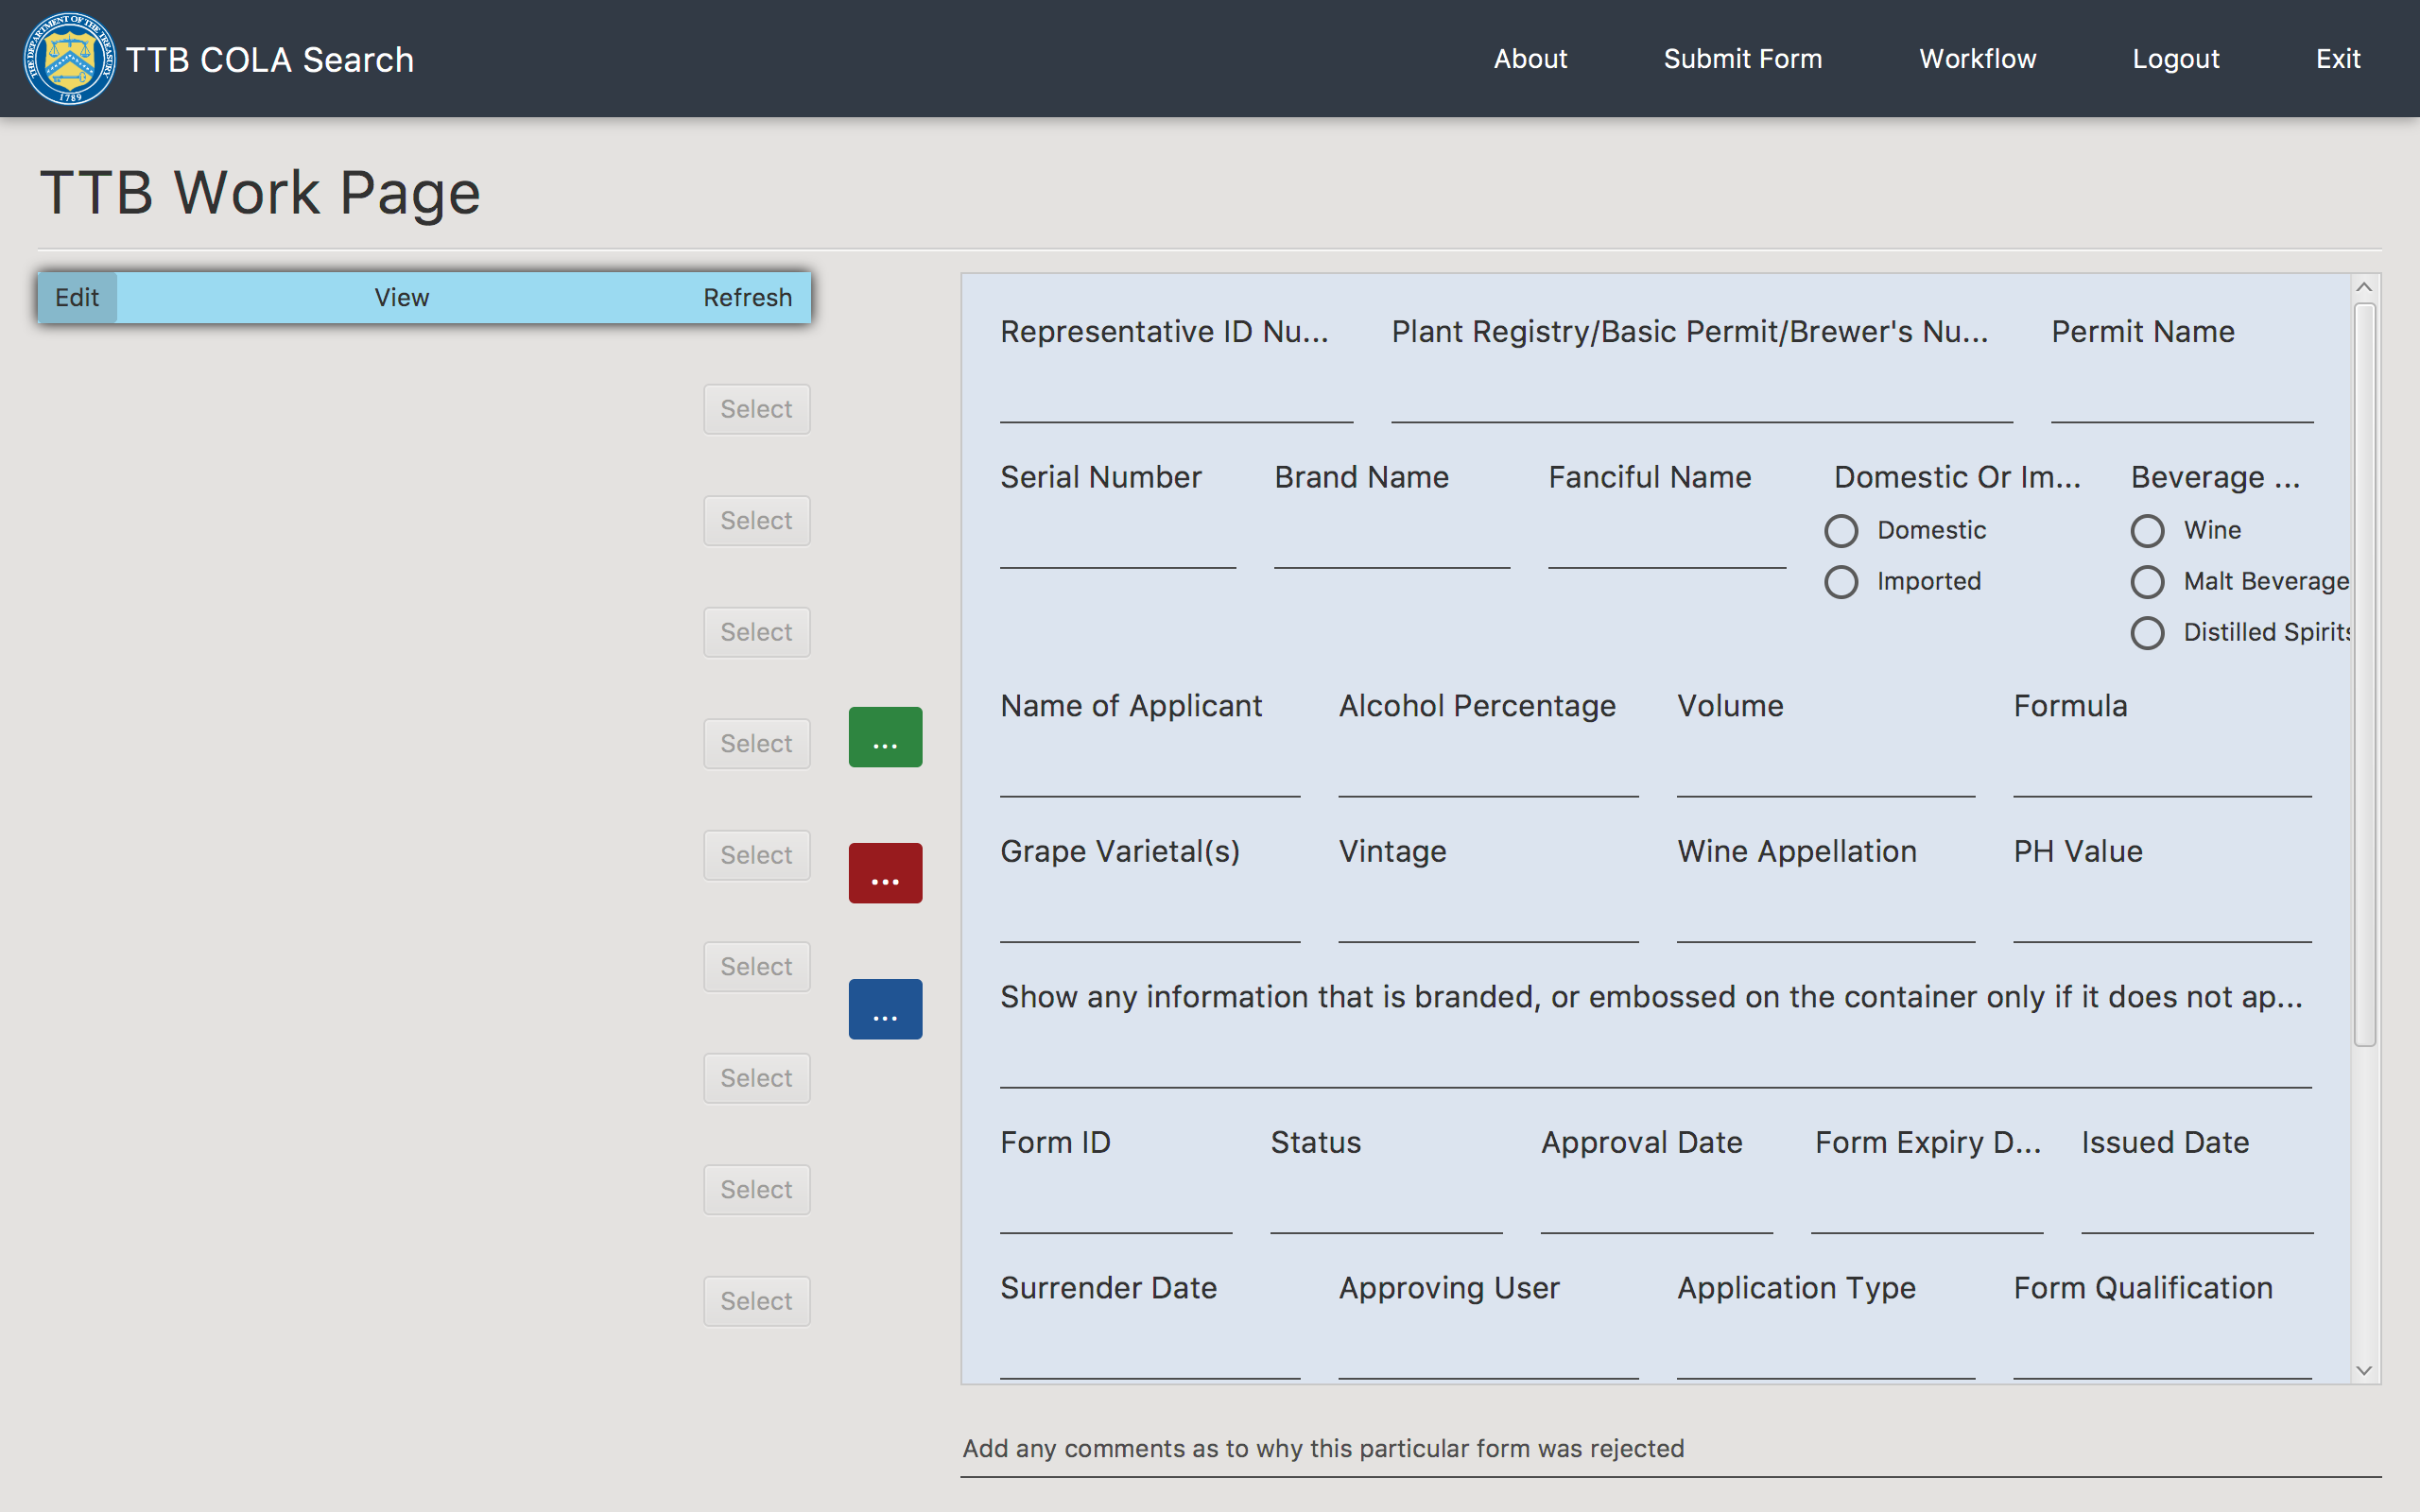 THE DEPARTMENT OF THE TREASURY
1789
TTB COLA Search
About Submit Form Workflow Logout Exit
TTB Work Page
Edit View Refresh
Select
Select
Select
Select
Select
Select
Select
Select
Select
...
...
...
Representative ID Nu... Plant Registry/Basic Permit/Brewer's Nu... Permit Name
Serial Number Brand Name Fanciful Name Domestic Or Im... Beverage ...
Domestic Wine
Imported Malt Beverage
Distilled Spirits
Name of Applicant Alcohol Percentage Volume Formula
Grape Varietal(s) Vintage Wine Appellation PH Value
Show any information that is branded, or embossed on the container only if it does not ap...
Form ID Status Approval Date Form Expiry D... Issued Date
Surrender Date Approving User Application Type Form Qualification
Add any comments as to why this particular form was rejected